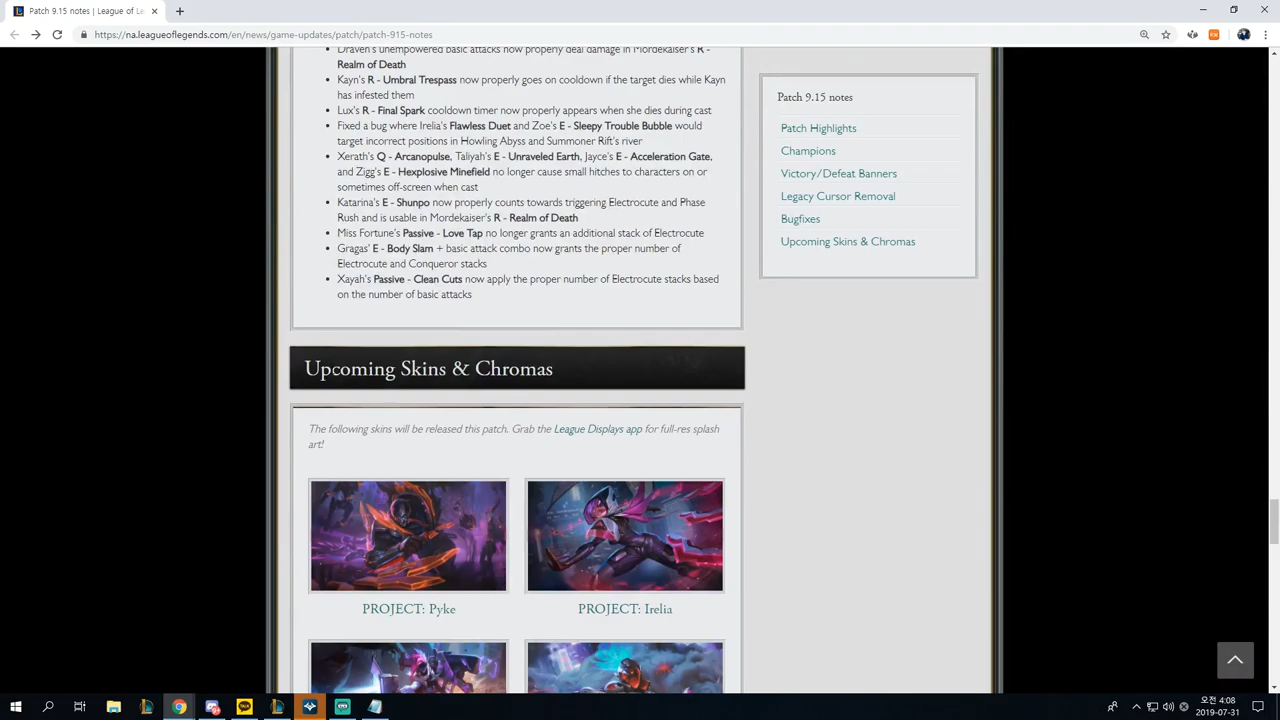 Patch 9.15 notes | League of Le
https://na.leagueoflegends.com/en/news/game-updates/patch/patch-915-notes
Draven's unempowered basic attacks now properly deal damage in Mordekaiser's R -
Realm of Death
Kayn's R - Umbral Trespass now properly goes on cooldown if the target dies while Kayn
has infested them
Lux's R - Final Spark cooldown timer now properly appears when she dies during cast
Fixed a bug where Irelia's Flawless Duet and Zoe's E - Sleepy Trouble Bubble would
target incorrect positions in Howling Abyss and Summoner Rift's river
Xerath's Q - Arcanopulse, Taliyah's E - Unraveled Earth, Jayce's E - Acceleration Gate,
and Zigg's E - Hexplosive Minefield no longer cause small hitches to characters on or
sometimes off-screen when cast
Katarina's E - Shunpo now properly counts towards triggering Electrocute and Phase
Rush and is usable in Mordekaiser's R - Realm of Death
Miss Fortune's Passive - Love Tap no longer grants an additional stack of Electrocute
Gragas' E - Body Slam + basic attack combo now grants the proper number of
Electrocute and Conqueror stacks
Xayah's Passive - Clean Cuts now apply the proper number of Electrocute stacks based
on the number of basic attacks
Upcoming Skins & Chromas
The following skins will be released this patch. Grab the League Displays app for full-res splash
art!
PROJECT: Pyke
PROJECT: Irelia
Patch 9.15 notes
Patch Highlights
Champions
Victory/Defeat Banners
Legacy Cursor Removal
Bugfixes
Upcoming Skins & Chromas
TALK
오전 4:08
2019-07-31